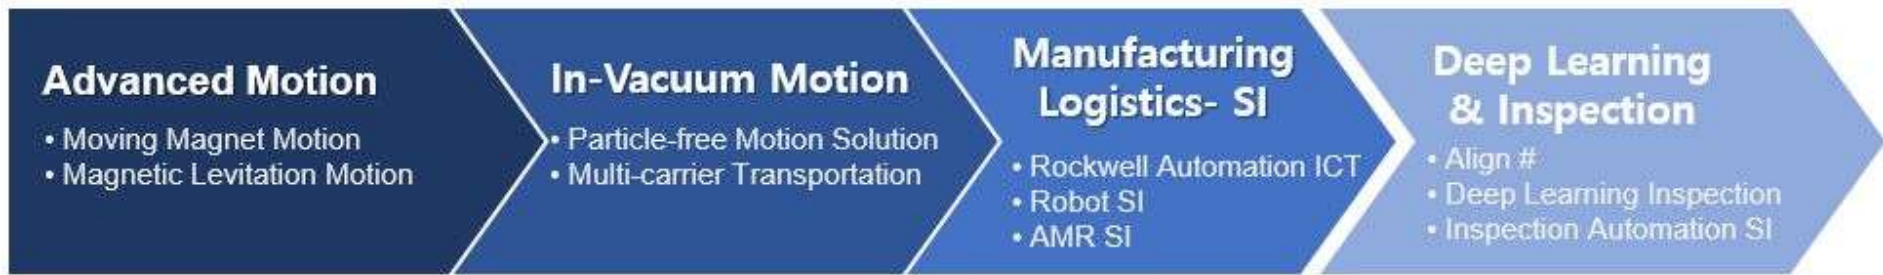 Advanced Motion
• Moving Magnet Motion
• Magnetic Levitation Motion
In-Vacuum Motion
• Particle-free Motion Solution
• Multi-carrier Transportation
Manufacturing
Logistics- SI
• Rockwell Automation ICT
• Robot SI
• AMR SI
Deep Learning
& Inspection
• Align #
• Deep Learning Inspection
• Inspection Automation SI